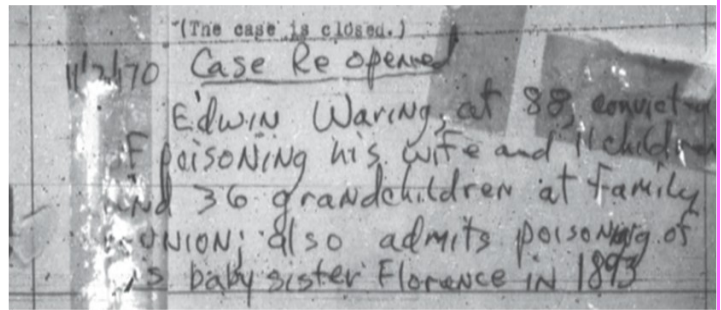 (The case is closed.)
11/2/70 Case Re opened
Edwin Waring, at 88, convicted
F poisoning his wife and 11 children
and 36 grandchildren at family
UNION; also admits poisoning of
is baby sister Florence in 1893